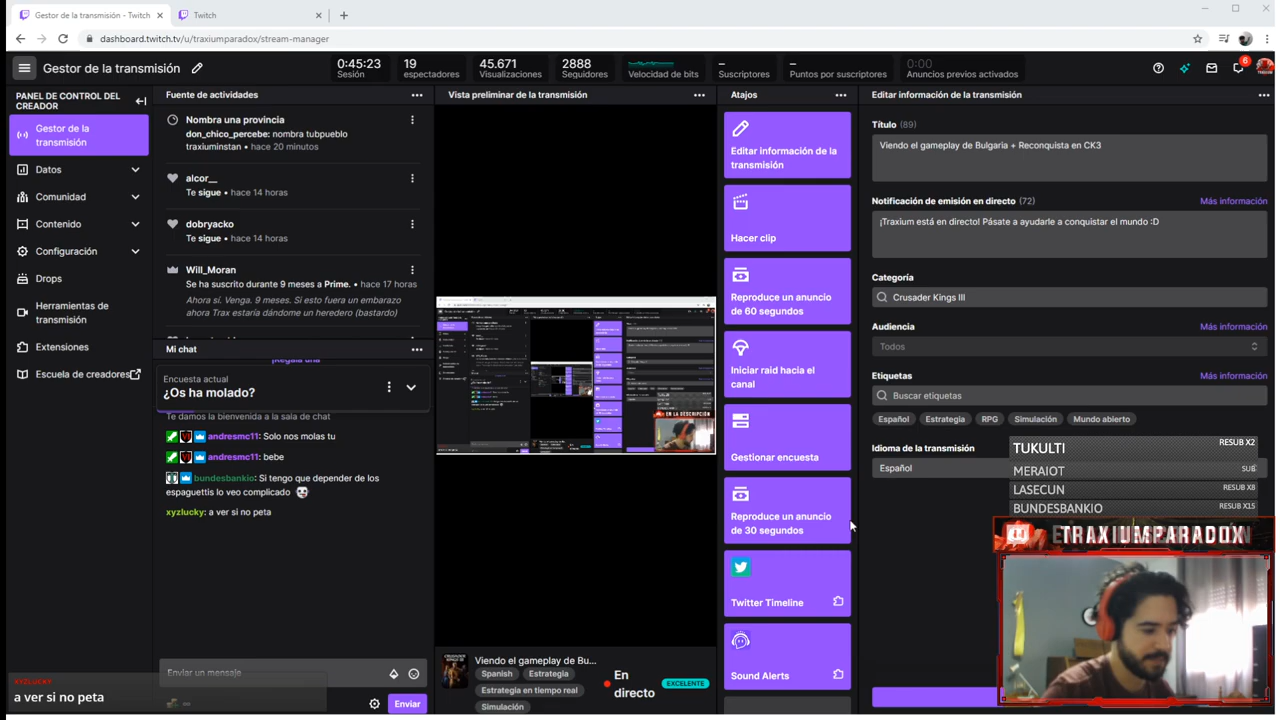 Gestor de la transmisión - Twitch
Twitch
dashboard.twitch.tv/u/traxiumparadox/stream-manager
Gestor de la transmisión
0:45:23
Sesión
19
espectadores
45.671
Visualizaciones
2888
Seguidores
Velocidad de bits
–
Suscriptores
–
Puntos por suscriptores
0:00
Anuncios previos activados
6
PANEL DE CONTROL DEL
CREADOR
Gestor de la
transmisión
Datos
Comunidad
Contenido
Configuración
Drops
Herramientas de
transmisión
Extensiones
Escuela de creadores
Fuente de actividades
Nombra una provincia
don_chico_percebe: nombra tubpueblo
traxiuminstan • hace 20 minutos
alcor__
Te sigue • hace 14 horas
dobryacko
Te sigue • hace 14 horas
Will_Moran
Se ha suscrito durante 9 meses a Prime. • hace 17 horas
Ahora sí. Venga. 9 meses. Si esto fuera un embarazo
ahora Trax estaría dándome un heredero (bastardo)
Mi chat
¡Regala una
Encuesta actual
¿Os ha molado?
Te damos la bienvenida a la sala de chat
andresmc11: Solo nos molas tu
andresmc11: bebe
bundesbankio: Si tengo que depender de los
espaguettis lo veo complicado
xyzlucky: a ver si no peta
Enviar un mensaje
XYZLUCKY
a ver si no peta
Enviar
Vista preliminar de la transmisión
Viendo el gameplay de Bu...
Spanish
Estrategia
Estrategia en tiempo real
Simulación
En
directo
EXCELENTE
Atajos
Editar información de la
transmisión
Hacer clip
Reproduce un anuncio
de 60 segundos
Iniciar raid hacia el
canal
Gestionar encuesta
Reproduce un anuncio
de 30 segundos
Twitter Timeline
Sound Alerts
Editar información de la transmisión
Título (89)
Viendo el gameplay de Bulgaria + Reconquista en CK3
Notificación de emisión en directo (72)
Más información
¡Traxium está en directo! Pásate a ayudarle a conquistar el mundo :D
Categoría
Crusader Kings III
Audiencia
Más información
Todos
Etiquetas
Más información
Buscar etiquetas
Español
Estrategia
RPG
Simulación
Mundo abierto
Idioma de la transmisión
Español
TUKULTI RESUB X2
MERAIOT SUB
LASECUN RESUB X8
BUNDESBANKIO RESUB X15
TRAXIUMPARADOX